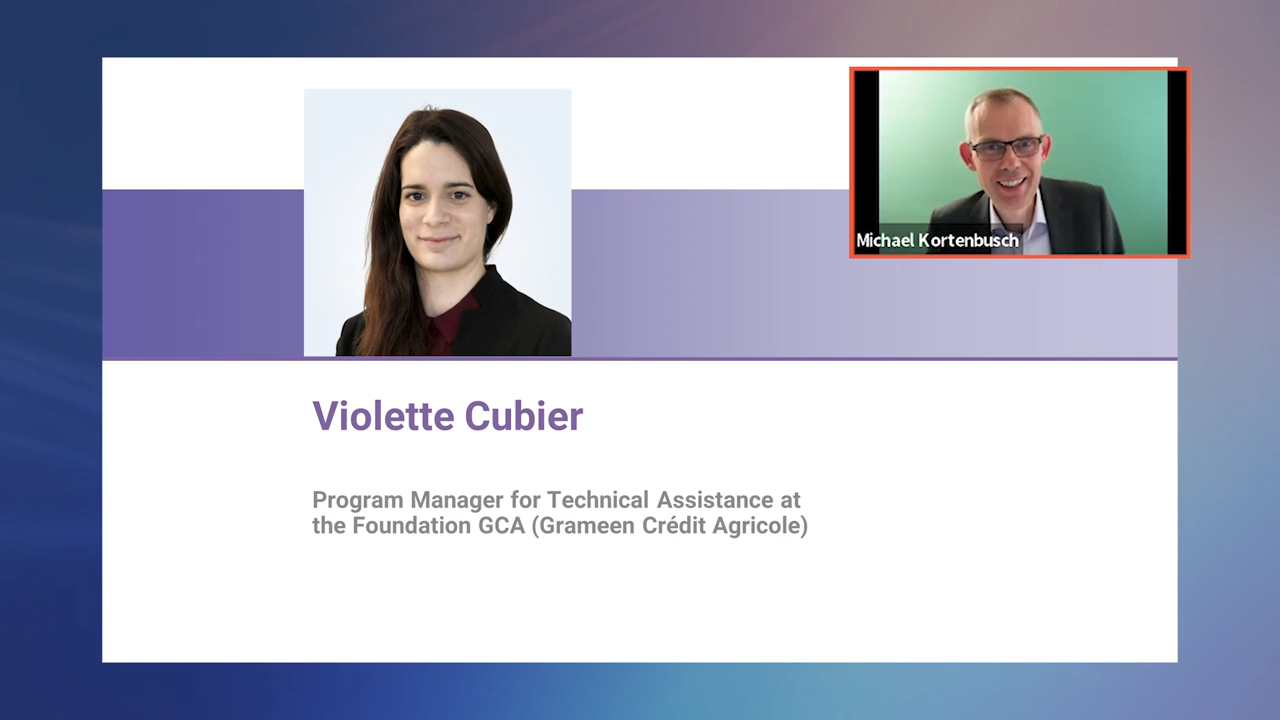 Michael Kortenbusch
Violette Cubier
Program Manager for Technical Assistance at
the Foundation GCA (Grameen Crédit Agricole)